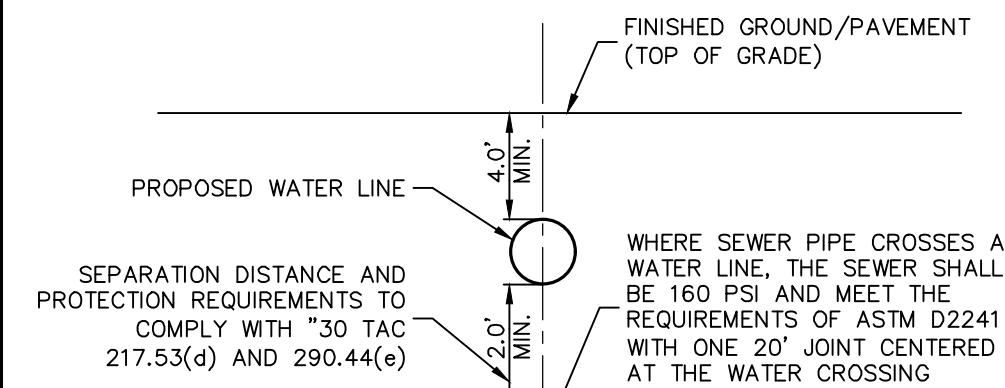 FINISHED GROUND/PAVEMENT
(TOP OF GRADE)
4.0'
MIN.
PROPOSED WATER LINE
SEPARATION DISTANCE AND
PROTECTION REQUIREMENTS TO
COMPLY WITH "30 TAC
217.53(d) AND 290.44(e)
2.0'
MIN.
WHERE SEWER PIPE CROSSES A
WATER LINE, THE SEWER SHALL
BE 160 PSI AND MEET THE
REQUIREMENTS OF ASTM D2241
WITH ONE 20' JOINT CENTERED
AT THE WATER CROSSING